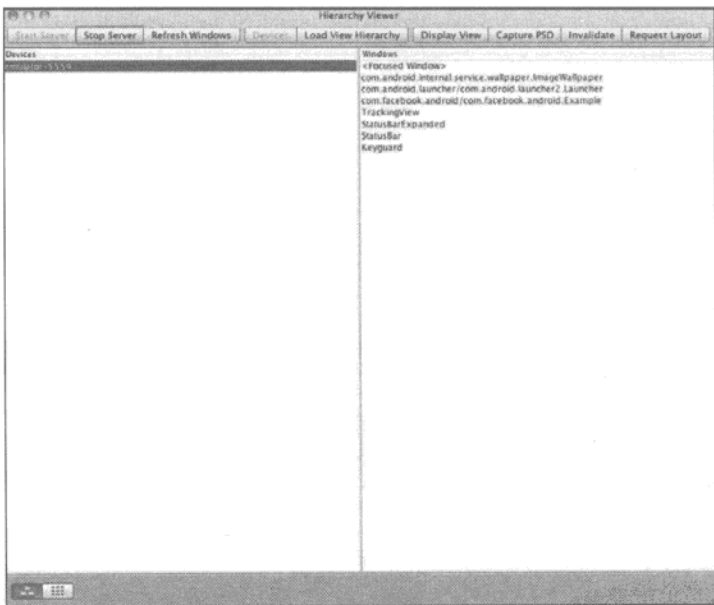 Hierarchy Viewer
Start Server Stop Server Refresh Windows Devices Load View Hierarchy Display View Capture PSD Invalidate Request Layout
Devices
emulator-5554
Windows
<Focused Window>
com.android.internal.service.wallpaper.ImageWallpaper
com.android.launcher/com.android.launcher2.Launcher
com.facebook.android/com.facebook.android.Example
TrackingView
StatusBarExpanded
StatusBar
Keyguard